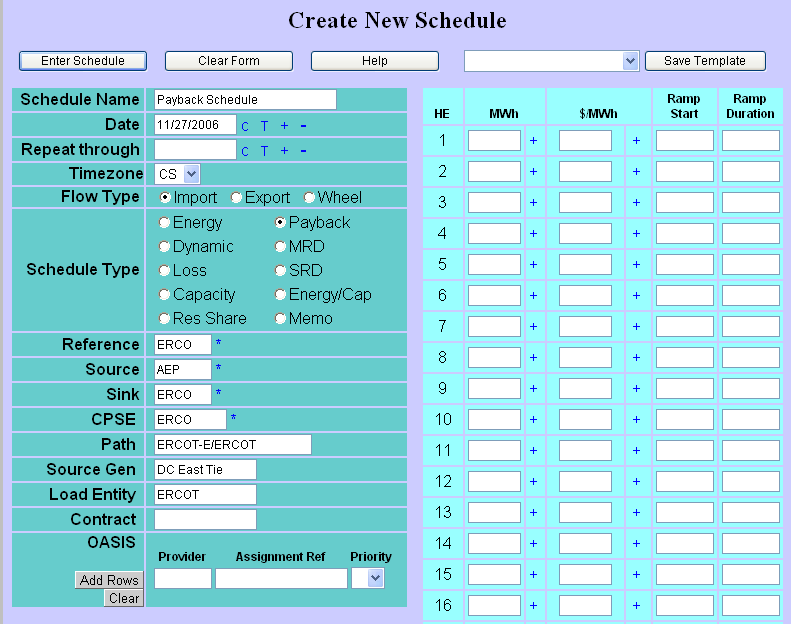 Create New Schedule
Enter Schedule Clear Form Help Save Template
Schedule Name Payback Schedule
Date 11/27/2006 C T + -
Repeat through C T + -
Timezone CS
Flow Type Import Export Wheel
Schedule Type
Energy Payback
Dynamic MRD
Loss SRD
Capacity Energy/Cap
Res Share Memo
Reference ERCO *
Source AEP *
Sink ERCO *
CPSE ERCO *
Path ERCOT-E/ERCOT
Source Gen DC East Tie
Load Entity ERCOT
Contract
OASIS
Provider Assignment Ref Priority
Add Rows
Clear
HE MWh $/MWh Ramp Start Ramp Duration
1 + +
2 + +
3 + +
4 + +
5 + +
6 + +
7 + +
8 + +
9 + +
10 + +
11 + +
12 + +
13 + +
14 + +
15 + +
16 + +